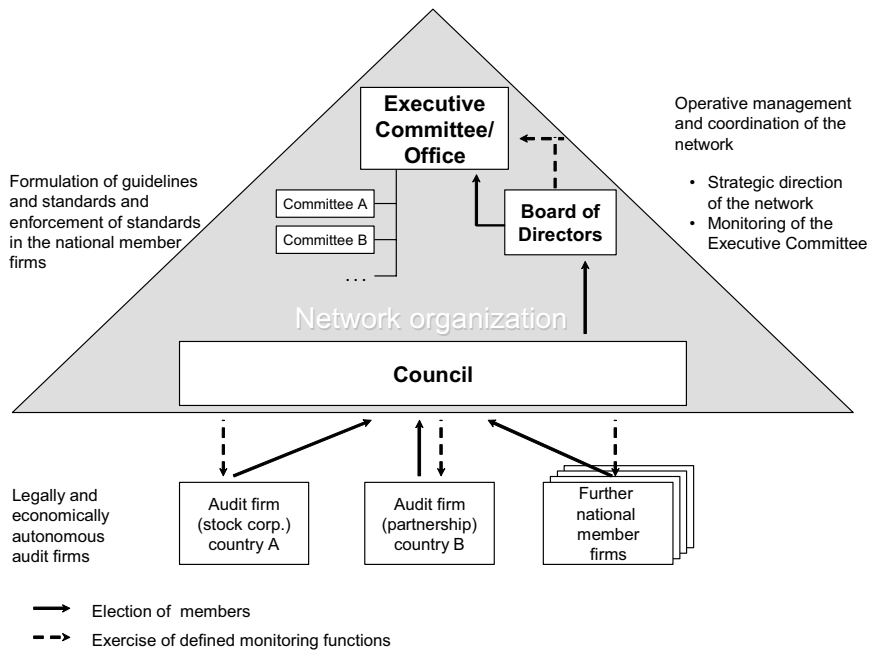 Executive
Committee/
Office
Operative management
and coordination of the
network
• Strategic direction
of the network
• Monitoring of the
Executive Committee
Formulation of guidelines
and standards and
enforcement of standards
in the national member
firms
Committee A
Committee B
...
Board of
Directors
Network organization
Council
Legally and
economically
autonomous
audit firms
Audit firm
(stock corp.)
country A
Audit firm
(partnership)
country B
Further
national
member
firms
Election of members
Exercise of defined monitoring functions